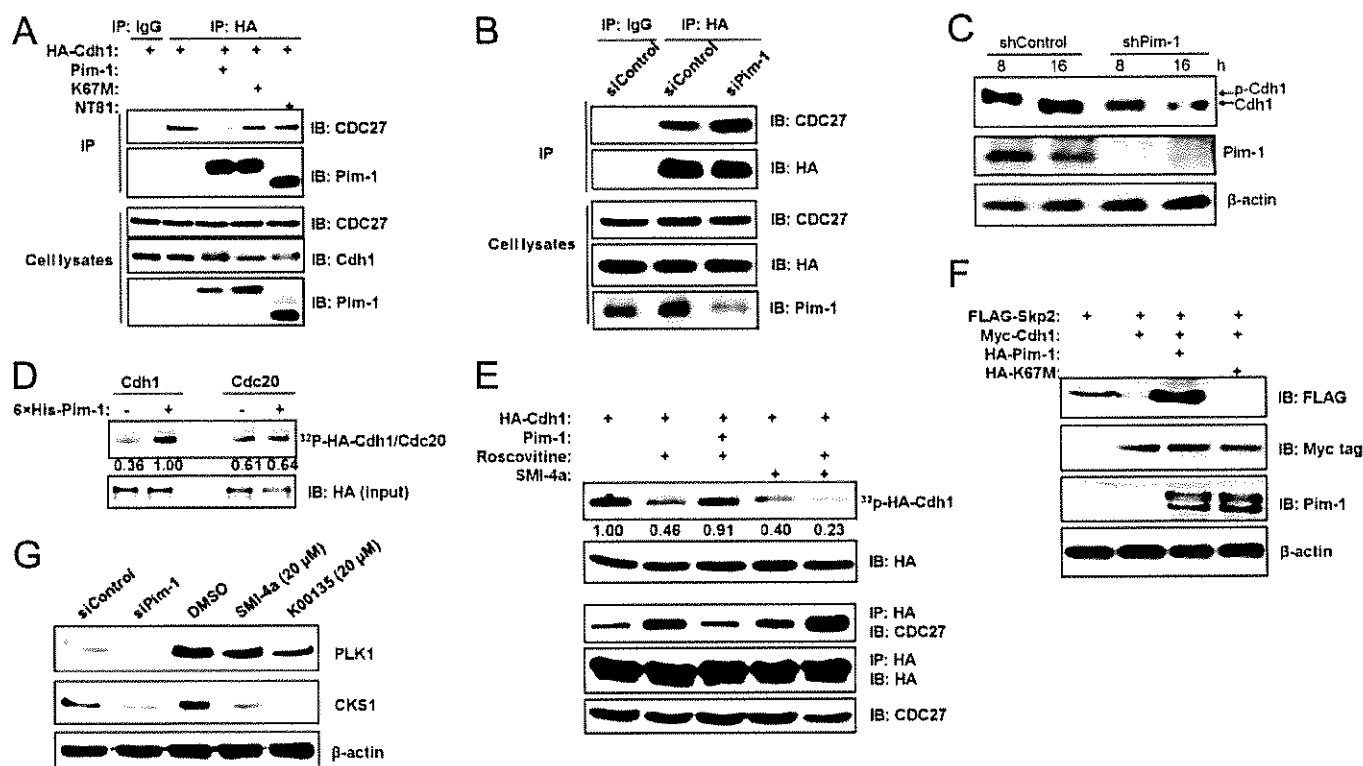 A
IP: IgG IP: HA
HA-Cdh1: + + + + +
Pim-1: +
K67M: +
NT81: +
IP
IB: CDC27
IB: Pim-1
Cell lysates
IB: CDC27
IB: Cdh1
IB: Pim-1
B
IP: IgG IP: HA
siControl siControl siPim-1
IP
IB: CDC27
IB: HA
Cell lysates
IB: CDC27
IB: HA
IB: Pim-1
C
shControl shPim-1
8 16 8 16 h
p-Cdh1
Cdh1
Pim-1
β-actin
D
Cdh1 Cdc20
6×His-Pim-1: - + - +
³²P-HA-Cdh1/Cdc20
0.36 1.00 0.61 0.64
IB: HA (input)
E
HA-Cdh1: + + + + +
Pim-1: +
Roscovitine: + + +
SMI-4a: + +
³²p-HA-Cdh1
1.00 0.46 0.91 0.40 0.23
IB: HA
IP: HA
IB: CDC27
IP: HA
IB: HA
IB: CDC27
F
FLAG-Skp2: + + + +
Myc-Cdh1: + + +
HA-Pim-1: +
HA-K67M: +
IB: FLAG
IB: Myc tag
IB: Pim-1
β-actin
G
siControl siPim-1 DMSO SMI-4a (20 µM) K00135 (20 µM)
PLK1
CKS1
β-actin